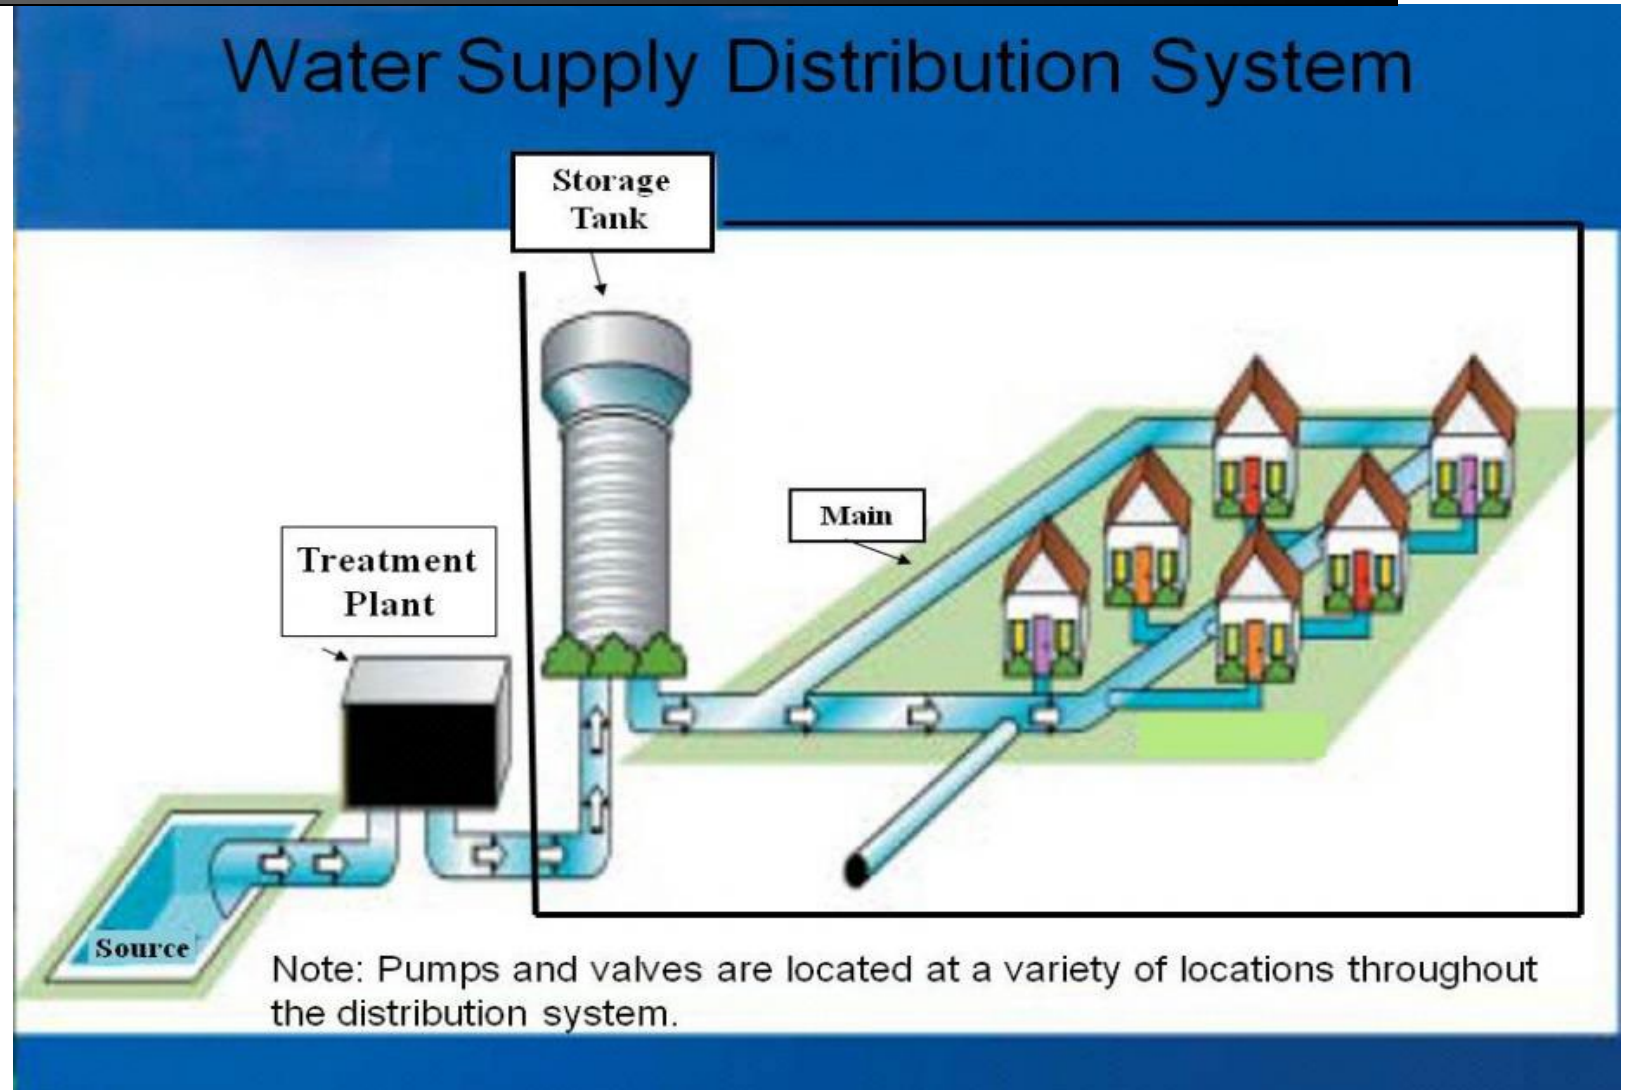 Water Supply Distribution System
Storage
Tank
Main
Treatment
Plant
Source
Note: Pumps and valves are located at a variety of locations throughout
the distribution system.